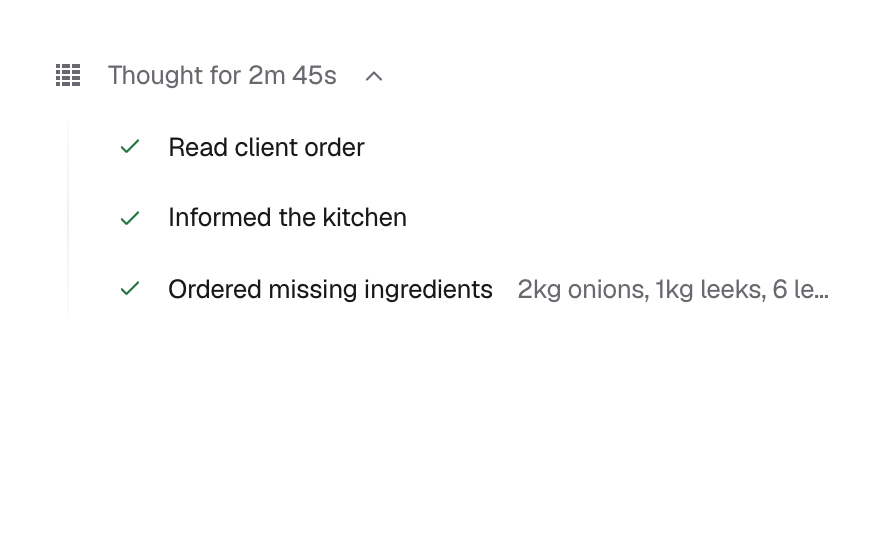 Thought for 2m 45s
Read client order
Informed the kitchen
Ordered missing ingredients 2kg onions, 1kg leeks, 6 le...